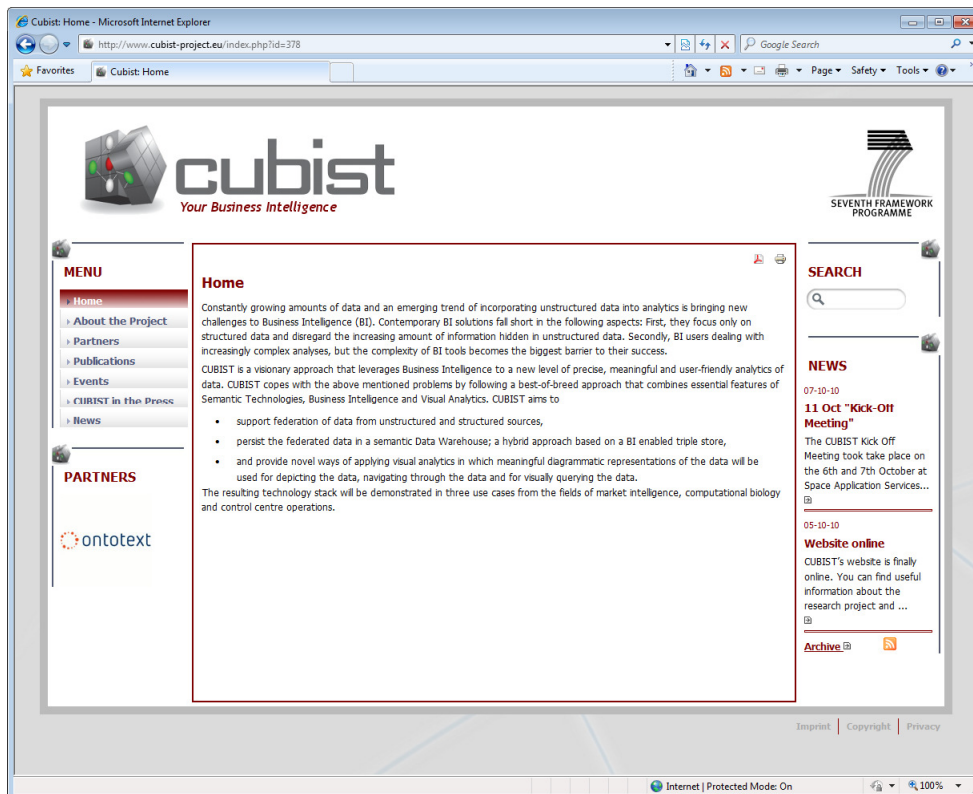 Cubist: Home - Microsoft Internet Explorer
http://www.cubist-project.eu/index.php?id=378
Google Search
Favorites
Cubist: Home
Page
Safety
Tools
cubist
Your Business Intelligence
7
SEVENTH FRAMEWORK
PROGRAMME
MENU
Home
About the Project
Partners
Publications
Events
CUBIST in the Press
News
PARTNERS
ontotext
Home
Constantly growing amounts of data and an emerging trend of incorporating unstructured data into analytics is bringing new
challenges to Business Intelligence (BI). Contemporary BI solutions fall short in the following aspects: First, they focus only on
structured data and disregard the increasing amount of information hidden in unstructured data. Secondly, BI users dealing with
increasingly complex analyses, but the complexity of BI tools becomes the biggest barrier to their success.
CUBIST is a visionary approach that leverages Business Intelligence to a new level of precise, meaningful and user-friendly analytics of
data. CUBIST copes with the above mentioned problems by following a best-of-breed approach that combines essential features of
Semantic Technologies, Business Intelligence and Visual Analytics. CUBIST aims to
• support federation of data from unstructured and structured sources,
• persist the federated data in a semantic Data Warehouse; a hybrid approach based on a BI enabled triple store,
• and provide novel ways of applying visual analytics in which meaningful diagrammatic representations of the data will be
used for depicting the data, navigating through the data and for visually querying the data.
The resulting technology stack will be demonstrated in three use cases from the fields of market intelligence, computational biology
and control centre operations.
SEARCH
NEWS
07-10-10
11 Oct "Kick-Off
Meeting"
The CUBIST Kick Off
Meeting took take place on
the 6th and 7th October at
Space Application Services...
05-10-10
Website online
CUBIST's website is finally
online. You can find useful
information about the
research project and ...
Archive
Imprint | Copyright | Privacy
Internet | Protected Mode: On
100%